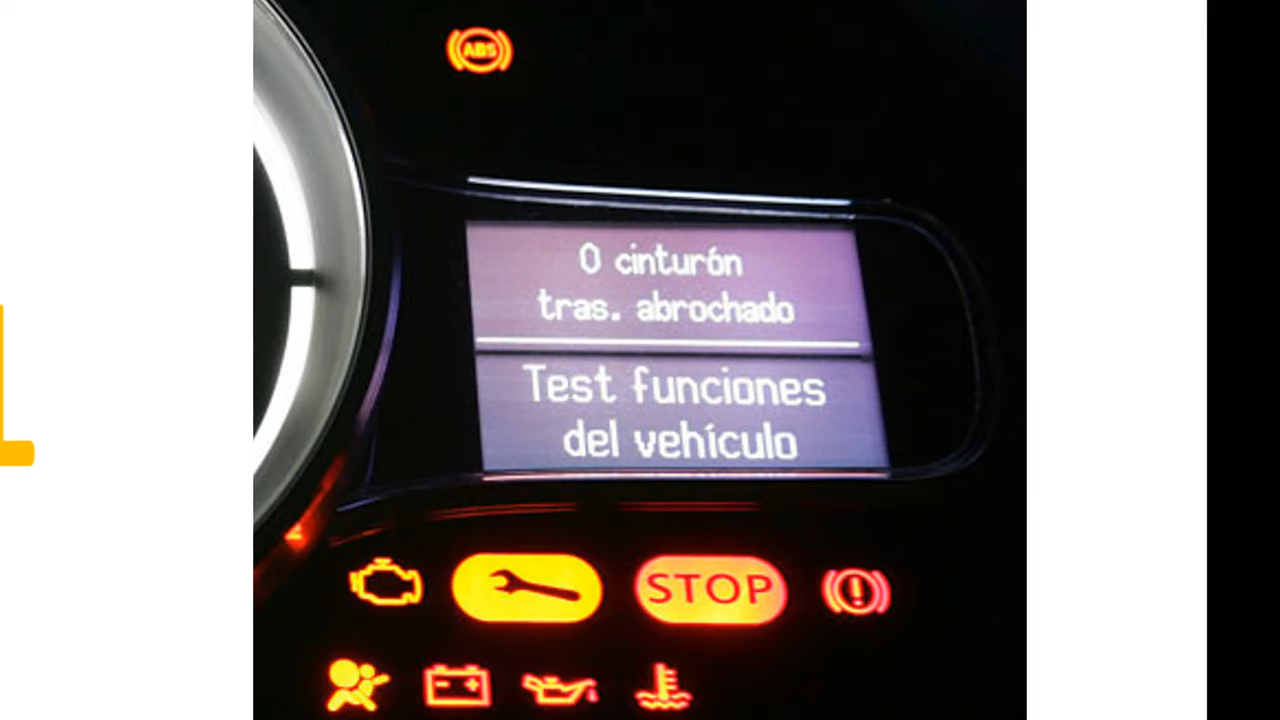 ABS
0 cinturón
tras. abrochado
Test funciones
del vehículo
STOP